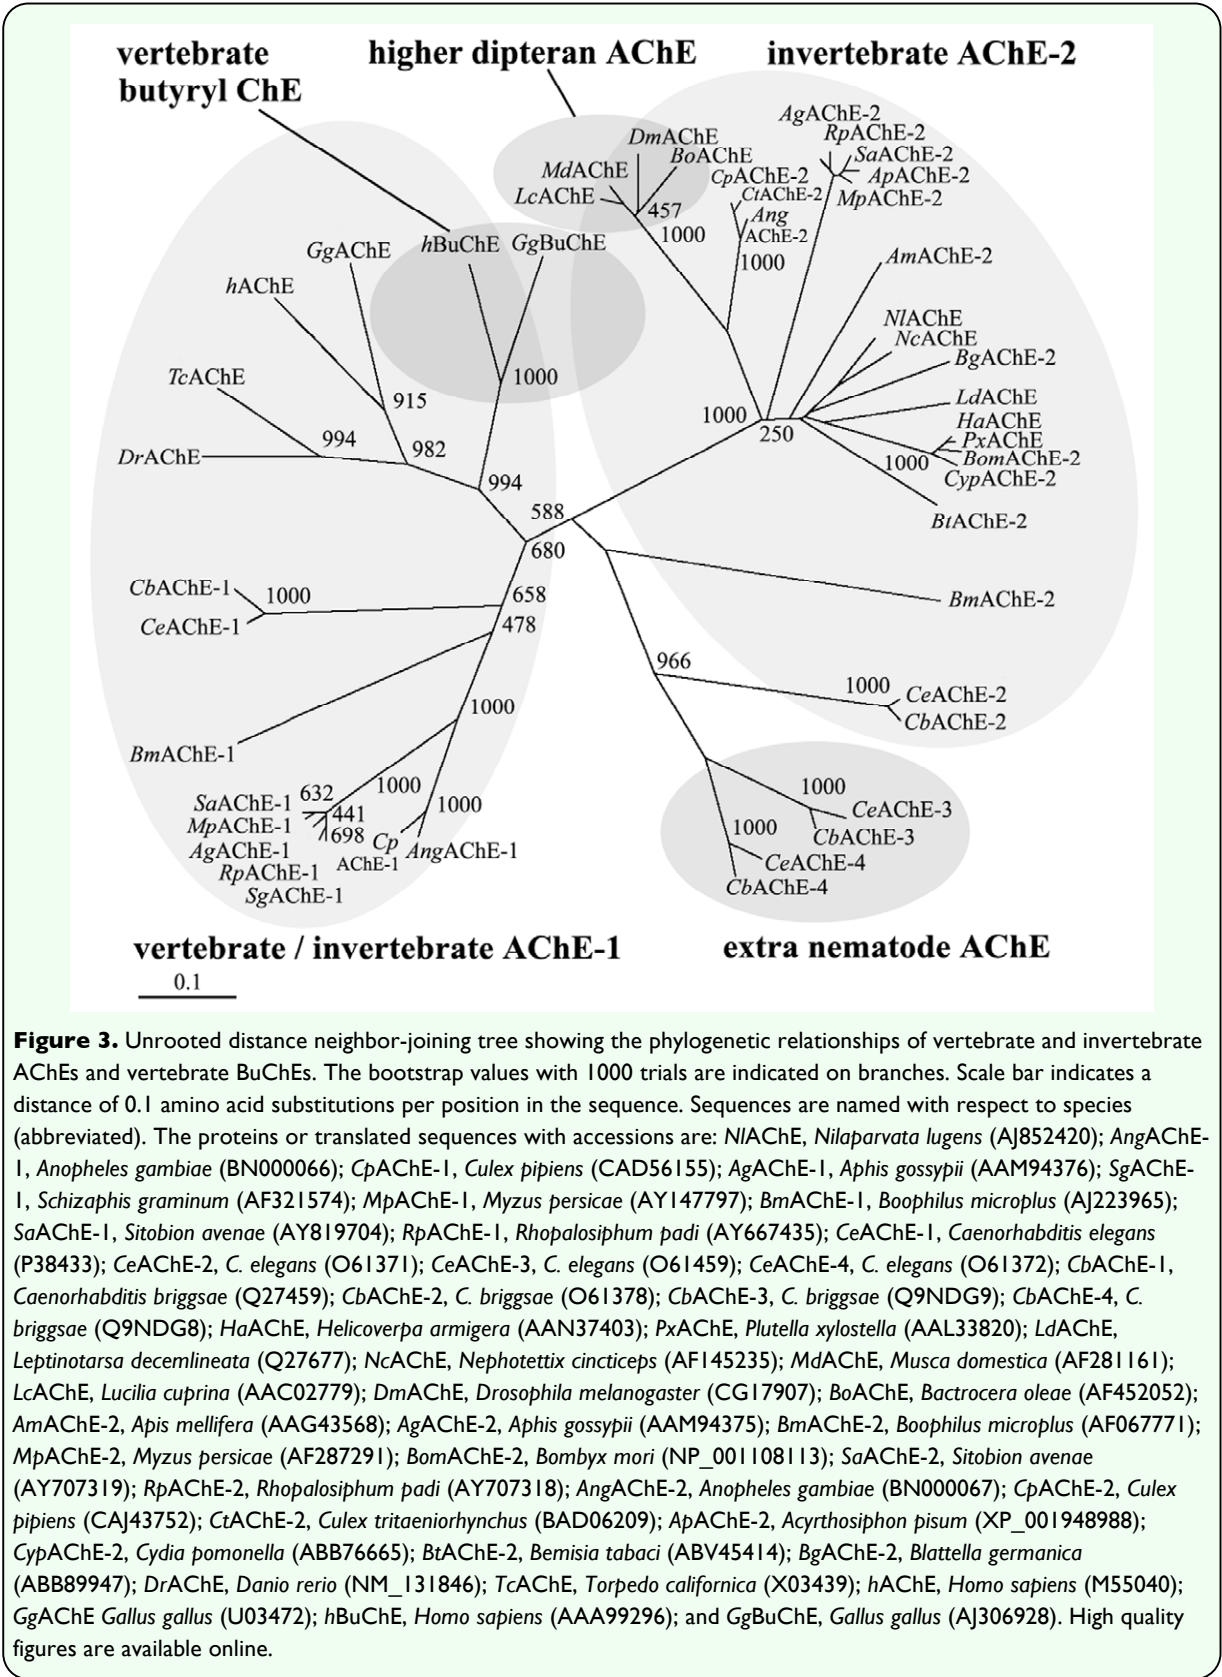 vertebrate
butyryl ChE
higher dipteran AChE
invertebrate AChE-2
AgAChE-2
RpAChE-2
SaAChE-2
ApAChE-2
MpAChE-2
DmAChE
BoAChE
MdAChE
LcAChE
457
1000
CpAChE-2
CtAChE-2
Ang
AChE-2
1000
AmAChE-2
NlAChE
NcAChE
BgAChE-2
LdAChE
HaAChE
PxAChE
BomAChE-2
CypAChE-2
1000
BtAChE-2
1000
250
GgAChE
hBuChE
GgBuChE
hAChE
TcAChE
DrAChE
915
1000
994
982
994
588
680
CbAChE-1
1000
CeAChE-1
658
478
BmAChE-2
966
1000
CeAChE-2
CbAChE-2
1000
BmAChE-1
SaAChE-1
632
1000
1000
MpAChE-1
441
698
AgAChE-1
Cp
AChE-1
AngAChE-1
RpAChE-1
SgAChE-1
1000
CeAChE-3
1000
CbAChE-3
CeAChE-4
CbAChE-4
vertebrate / invertebrate AChE-1
extra nematode AChE
0.1
Figure 3. Unrooted distance neighbor-joining tree showing the phylogenetic relationships of vertebrate and invertebrate
AChEs and vertebrate BuChEs. The bootstrap values with 1000 trials are indicated on branches. Scale bar indicates a
distance of 0.1 amino acid substitutions per position in the sequence. Sequences are named with respect to species
(abbreviated). The proteins or translated sequences with accessions are: NlAChE, Nilaparvata lugens (AJ852420); AngAChE-
1, Anopheles gambiae (BN000066); CpAChE-1, Culex pipiens (CAD56155); AgAChE-1, Aphis gossypii (AAM94376); SgAChE-
1, Schizaphis graminum (AF321574); MpAChE-1, Myzus persicae (AY147797); BmAChE-1, Boophilus microplus (AJ223965);
SaAChE-1, Sitobion avenae (AY819704); RpAChE-1, Rhopalosiphum padi (AY667435); CeAChE-1, Caenorhabditis elegans
(P38433); CeAChE-2, C. elegans (O61371); CeAChE-3, C. elegans (O61459); CeAChE-4, C. elegans (O61372); CbAChE-1,
Caenorhabditis briggsae (Q27459); CbAChE-2, C. briggsae (O61378); CbAChE-3, C. briggsae (Q9NDG9); CbAChE-4, C.
briggsae (Q9NDG8); HaAChE, Helicoverpa armigera (AAN37403); PxAChE, Plutella xylostella (AAL33820); LdAChE,
Leptinotarsa decemlineata (Q27677); NcAChE, Nephotettix cincticeps (AF145235); MdAChE, Musca domestica (AF281161);
LcAChE, Lucilia cuprina (AAC02779); DmAChE, Drosophila melanogaster (CG17907); BoAChE, Bactrocera oleae (AF452052);
AmAChE-2, Apis mellifera (AAG43568); AgAChE-2, Aphis gossypii (AAM94375); BmAChE-2, Boophilus microplus (AF067771);
MpAChE-2, Myzus persicae (AF287291); BomAChE-2, Bombyx mori (NP_001108113); SaAChE-2, Sitobion avenae
(AY707319); RpAChE-2, Rhopalosiphum padi (AY707318); AngAChE-2, Anopheles gambiae (BN000067); CpAChE-2, Culex
pipiens (CAJ43752); CtAChE-2, Culex tritaeniorhynchus (BAD06209); ApAChE-2, Acyrthosiphon pisum (XP_001948988);
CypAChE-2, Cydia pomonella (ABB76665); BtAChE-2, Bemisia tabaci (ABV45414); BgAChE-2, Blattella germanica
(ABB89947); DrAChE, Danio rerio (NM_131846); TcAChE, Torpedo californica (X03439); hAChE, Homo sapiens (M55040);
GgAChE Gallus gallus (U03472); hBuChE, Homo sapiens (AAA99296); and GgBuChE, Gallus gallus (AJ306928). High quality
figures are available online.